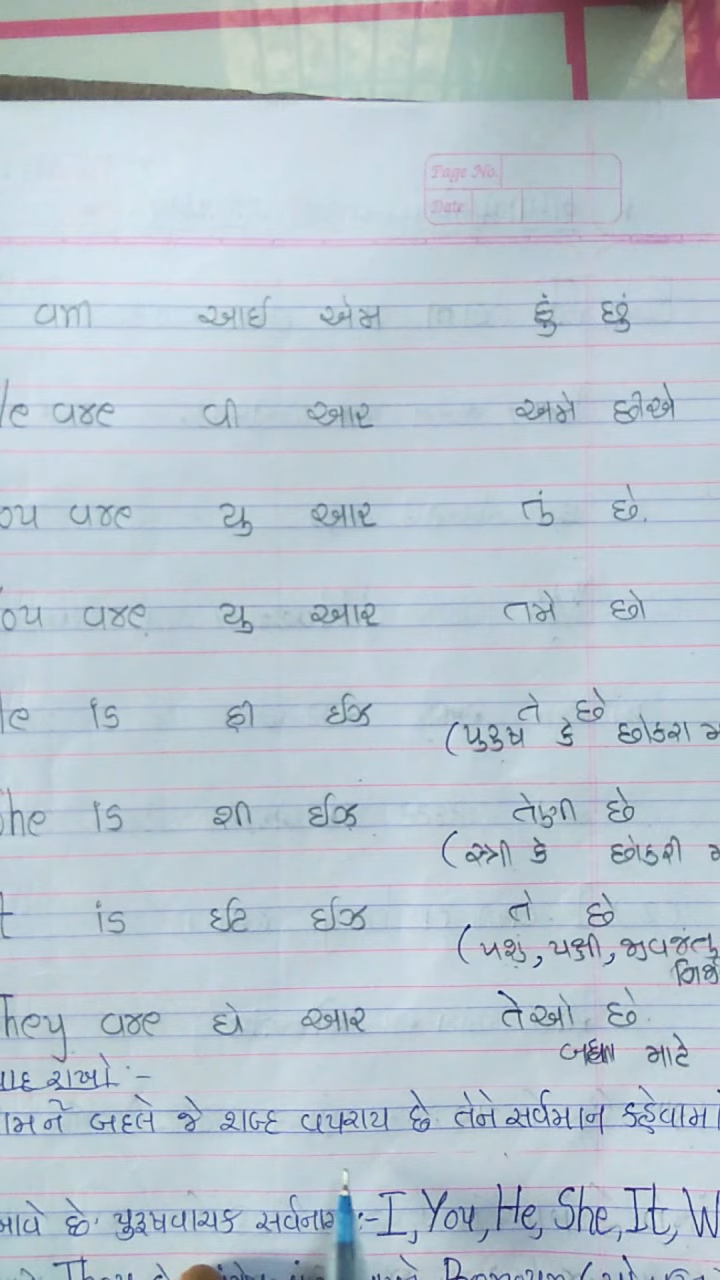 Page No.
Date
am આઈ એમ હું છું
e are વી આર અમે છીએ
ou are યુ આર તું છે.
ou are યુ આર તમે છો
e is હી ઈઝ તે છે
(પુરુષ કે છોકરા
he is શી ઈઝ તેણી છે
(સ્ત્રી કે છોકરી
is ઈટ ઈઝ તે છે
(પશુ, પક્ષી, જીવજંતુ
hey are ધે આર તેઓ છે.
બધા માટે
યાદ રાખો :-
નામને બદલે જે શબ્દ વપરાય છે તેને સર્વમાન કહેવામાં
આવે છે. પુરૂષવાચક સર્વનામ :- I, You, He, She, It, W